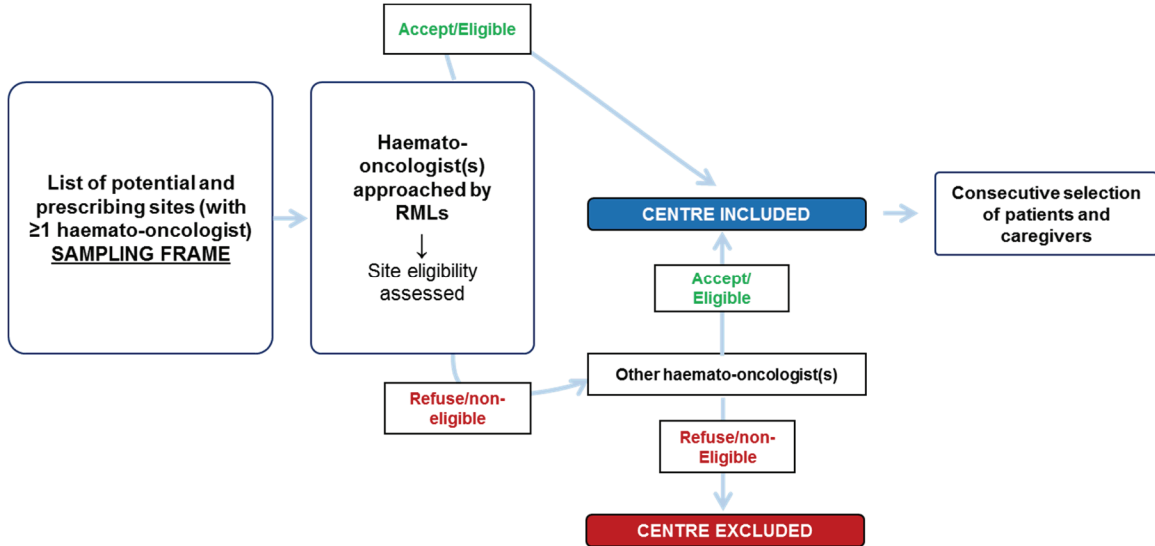 Accept/Eligible
List of potential and
prescribing sites (with
≥1 haemato-oncologist)
SAMPLING FRAME
Haemato-
oncologist(s)
approached by
RMLs
↓
Site eligibility
assessed
Refuse/non-
eligible
CENTRE INCLUDED
Accept/
Eligible
Other haemato-oncologist(s)
Refuse/non-
Eligible
CENTRE EXCLUDED
Consecutive selection
of patients and
caregivers